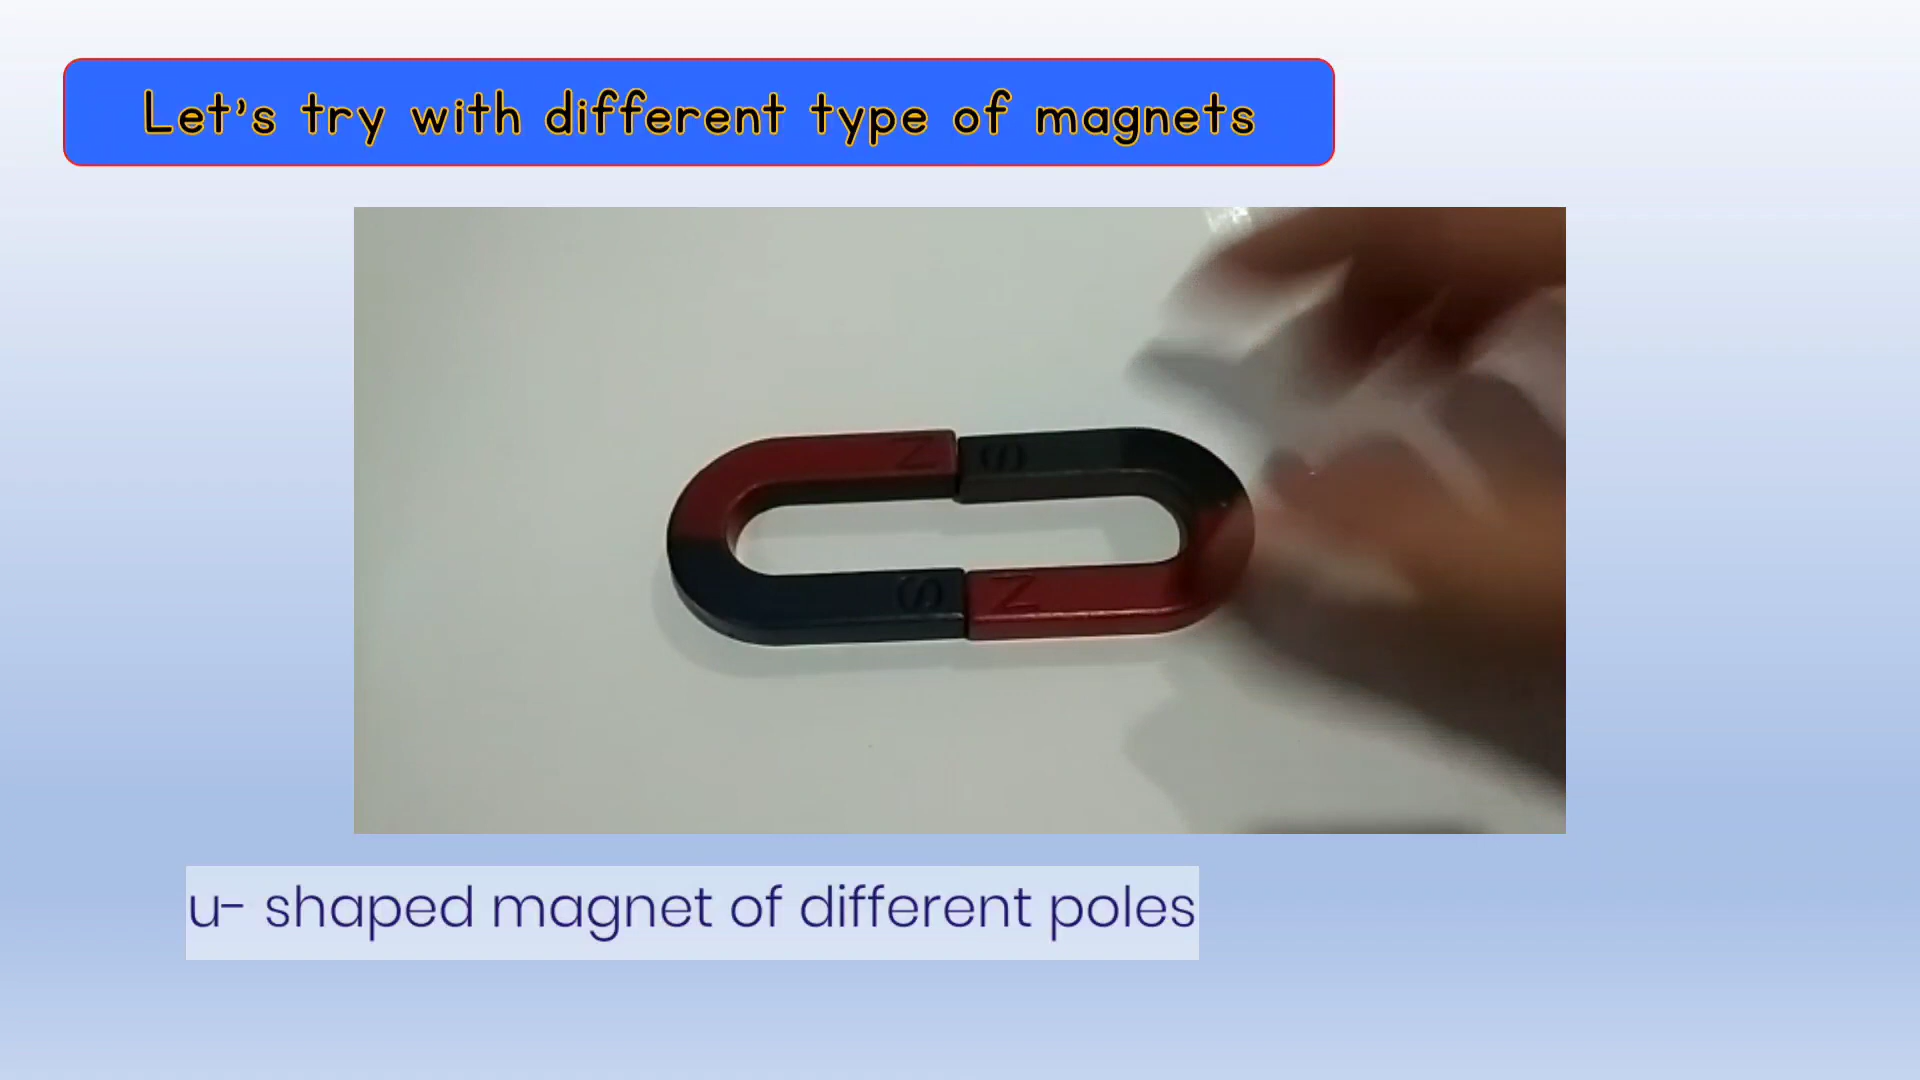 Let's try with different type of magnets
N S
S N
u- shaped magnet of different poles